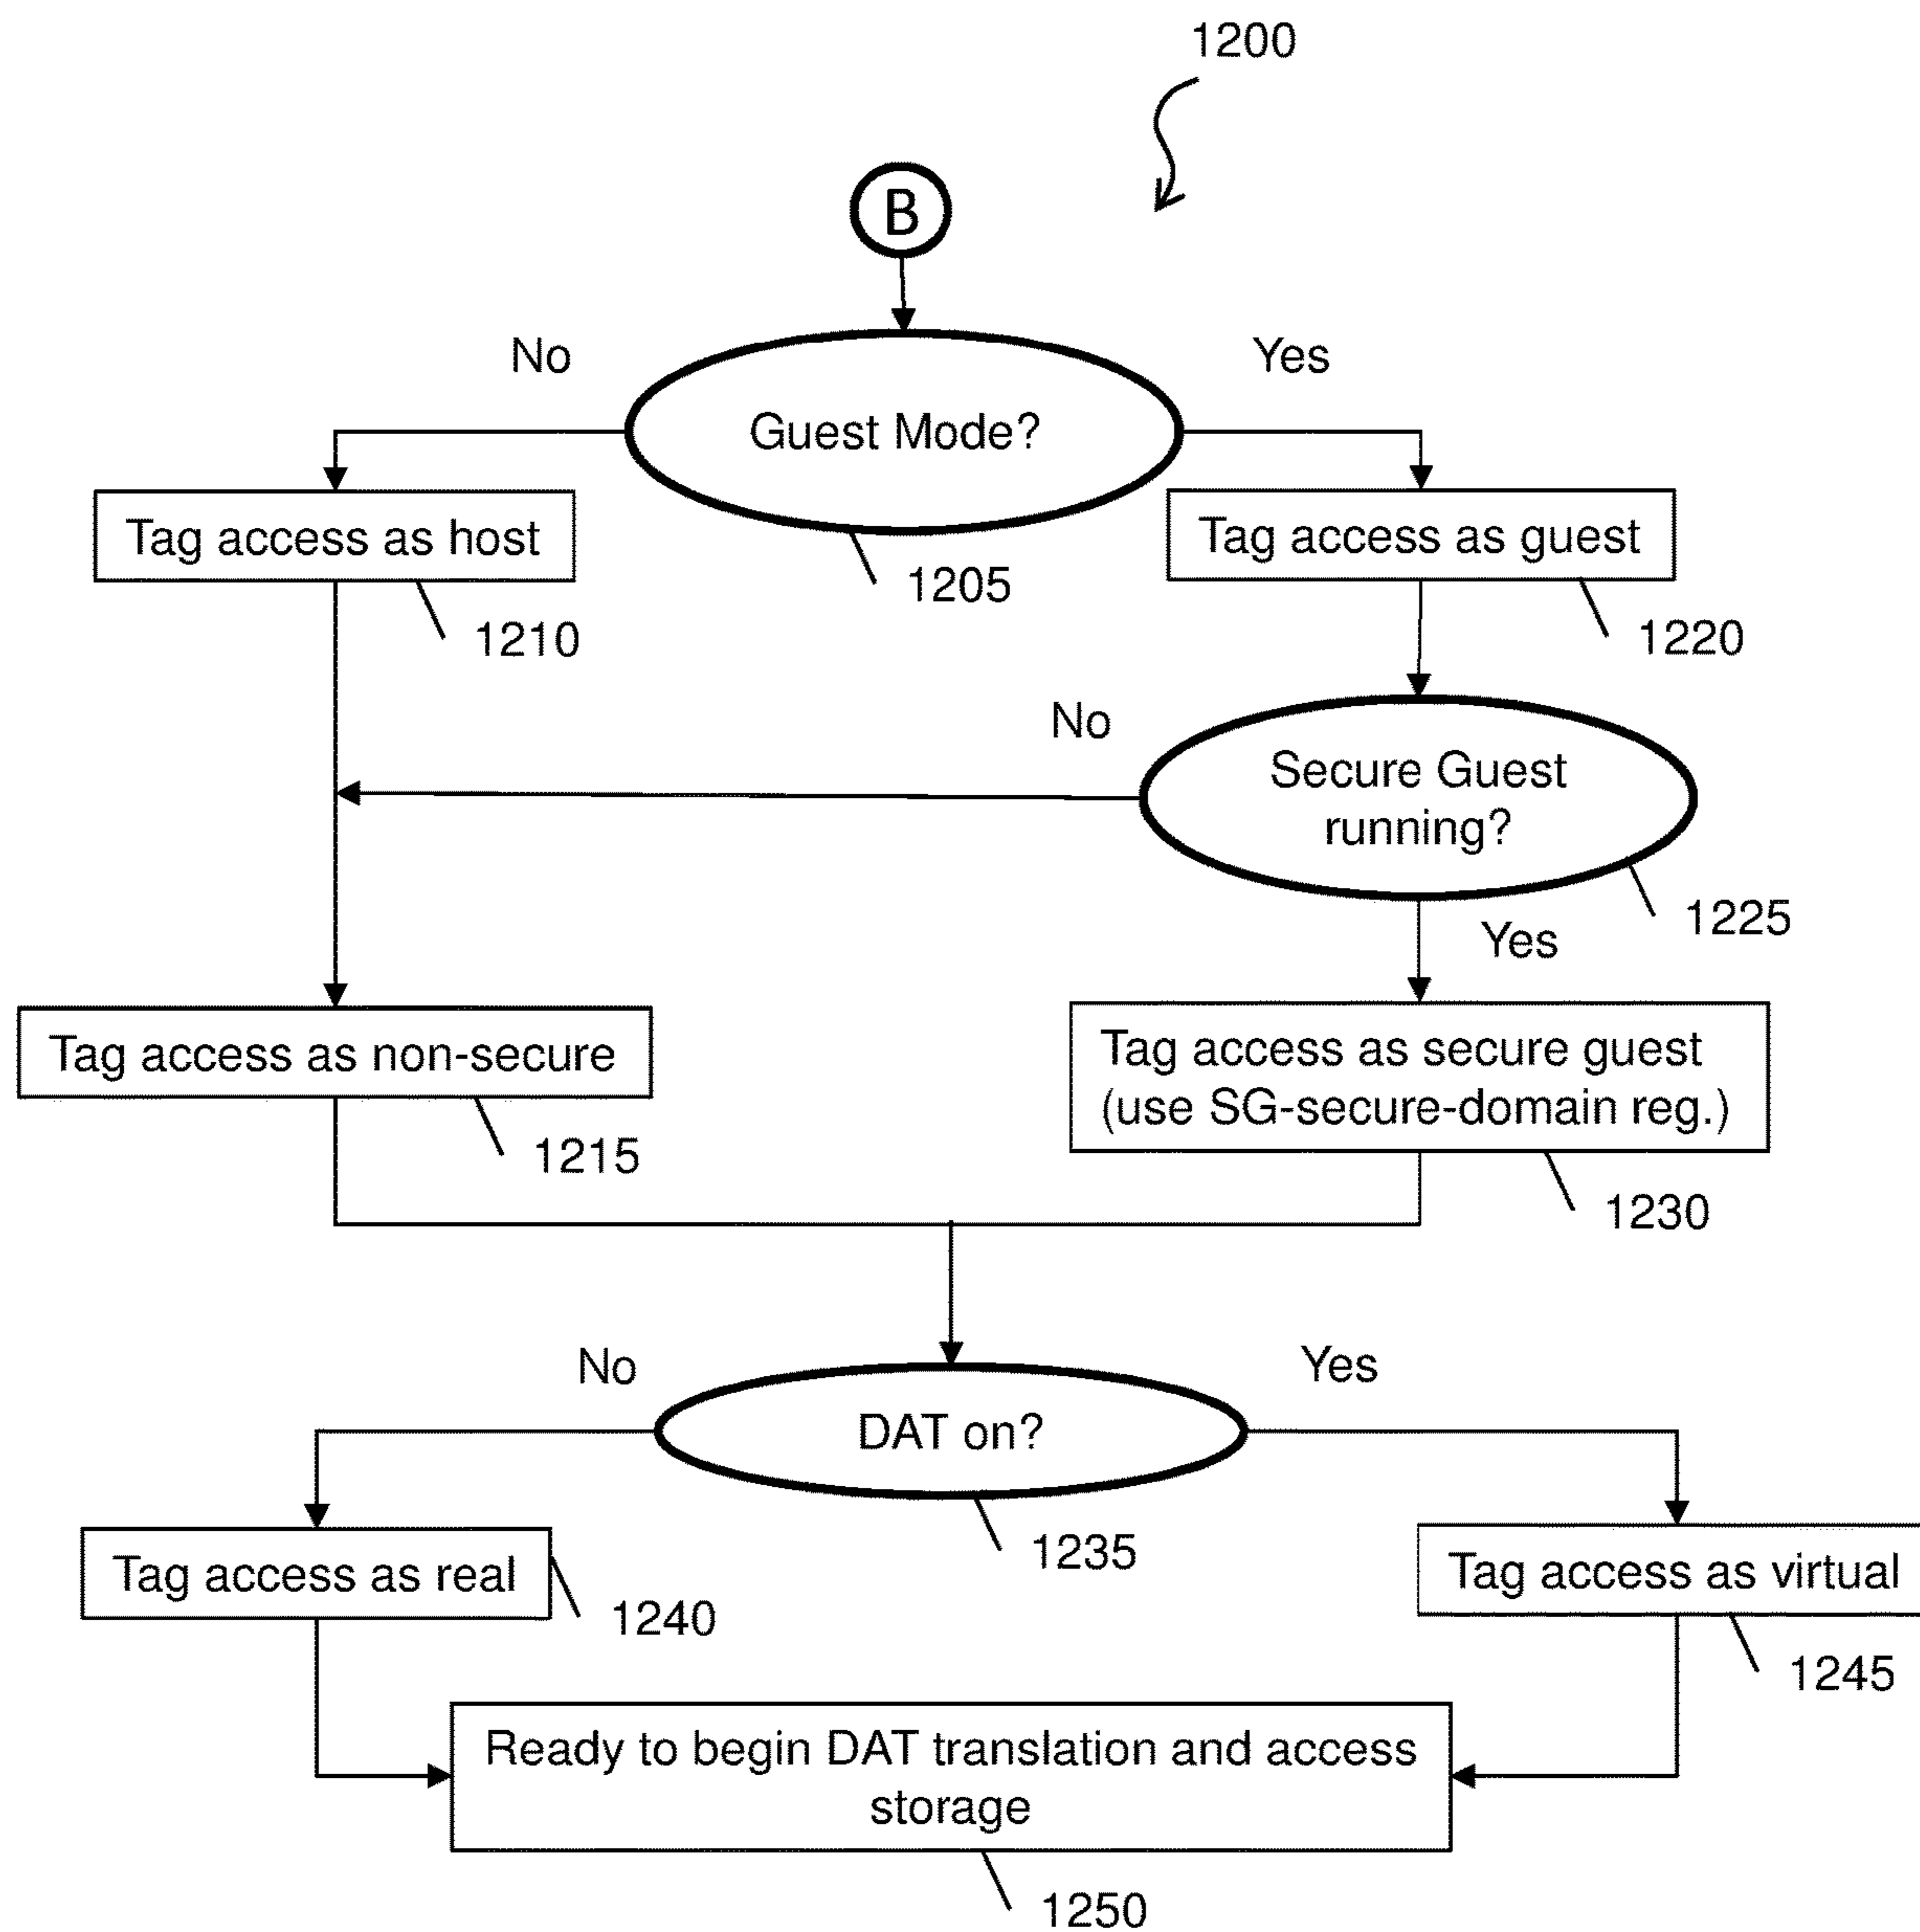 1200
B
No
Yes
Guest Mode?
1205
Tag access as host
1210
Tag access as guest
1220
No
Secure Guest
running?
1225
Yes
Tag access as non-secure
1215
Tag access as secure guest
(use SG-secure-domain reg.)
1230
No
Yes
DAT on?
1235
Tag access as real
1240
Tag access as virtual
1245
Ready to begin DAT translation and access
storage
1250